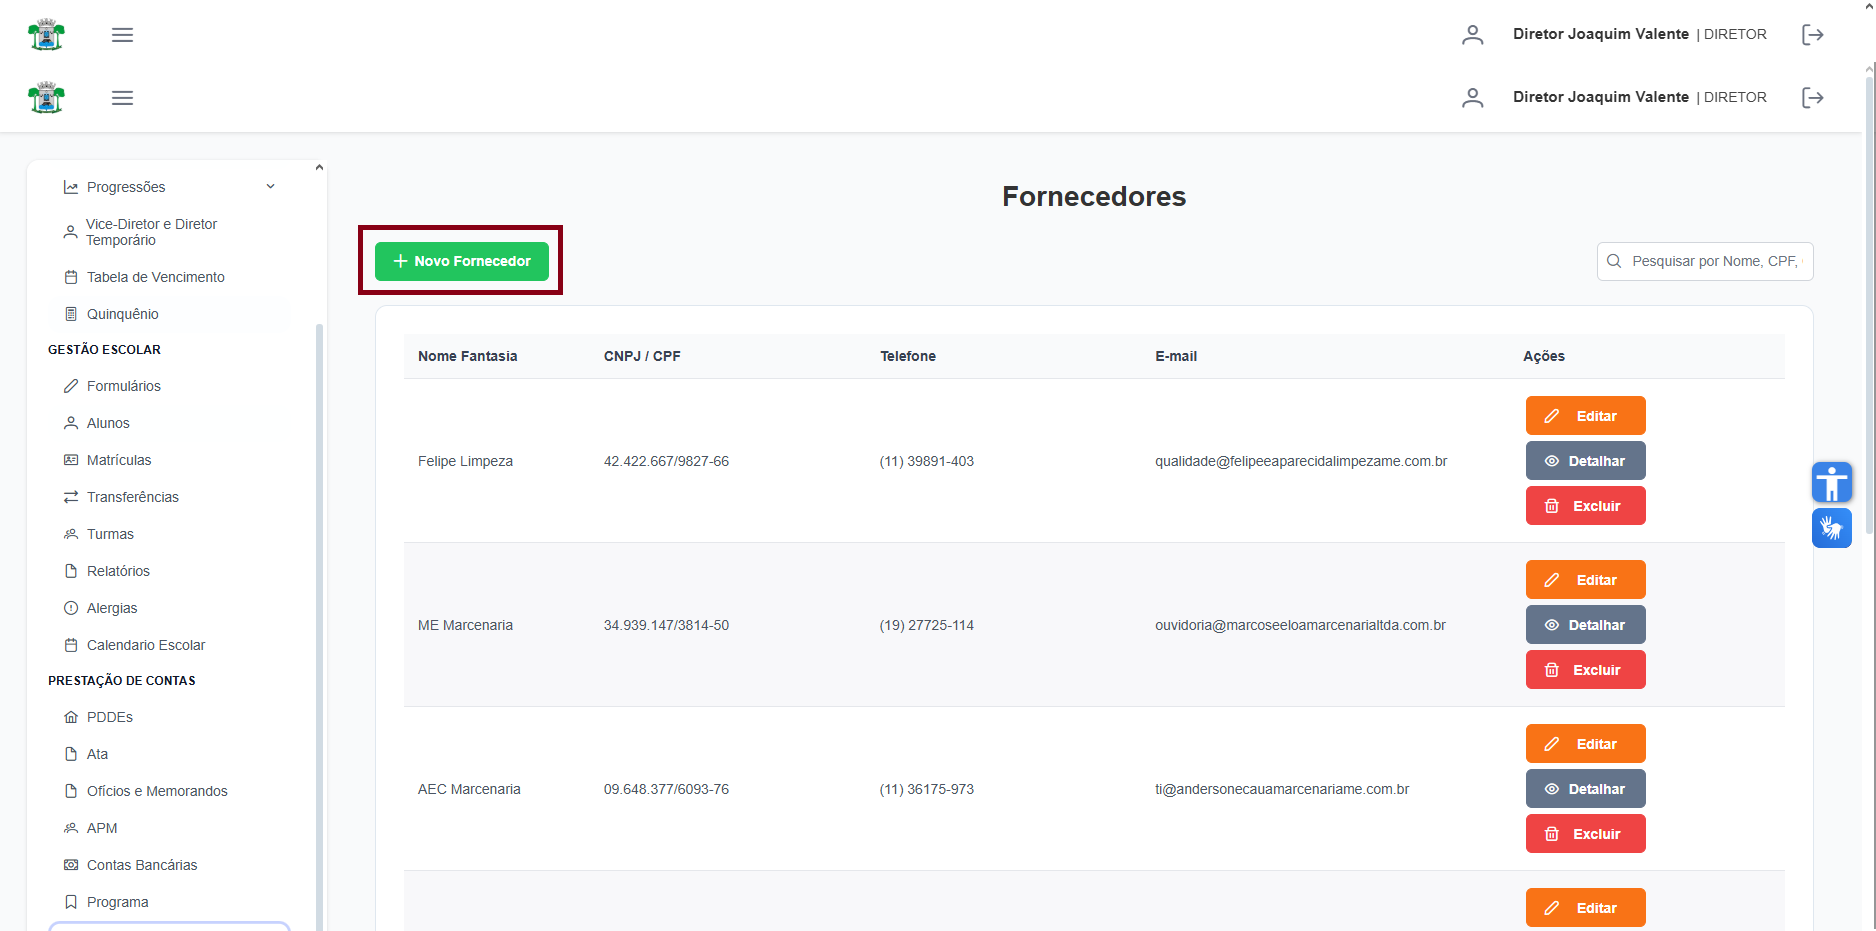 Diretor Joaquim Valente | DIRETOR
Diretor Joaquim Valente | DIRETOR
Progressões
Vice-Diretor e Diretor
Temporário
Tabela de Vencimento
Quinquênio
GESTÃO ESCOLAR
Formulários
Alunos
Matrículas
Transferências
Turmas
Relatórios
Alergias
Calendario Escolar
PRESTAÇÃO DE CONTAS
PDDEs
Ata
Ofícios e Memorandos
APM
Contas Bancárias
Programa
Fornecedores
Novo Fornecedor
Pesquisar por Nome, CPF,
Nome Fantasia CNPJ / CPF Telefone E-mail Ações
Editar
Felipe Limpeza 42.422.667/9827-66 (11) 39891-403 qualidade@felipeeaparecidalimpezame.com.br Detalhar
Excluir
Editar
ME Marcenaria 34.939.147/3814-50 (19) 27725-114 ouvidoria@marcoseeloamarcenarialtda.com.br Detalhar
Excluir
Editar
AEC Marcenaria 09.648.377/6093-76 (11) 36175-973 ti@andersonecauamarcenariame.com.br Detalhar
Excluir
Editar